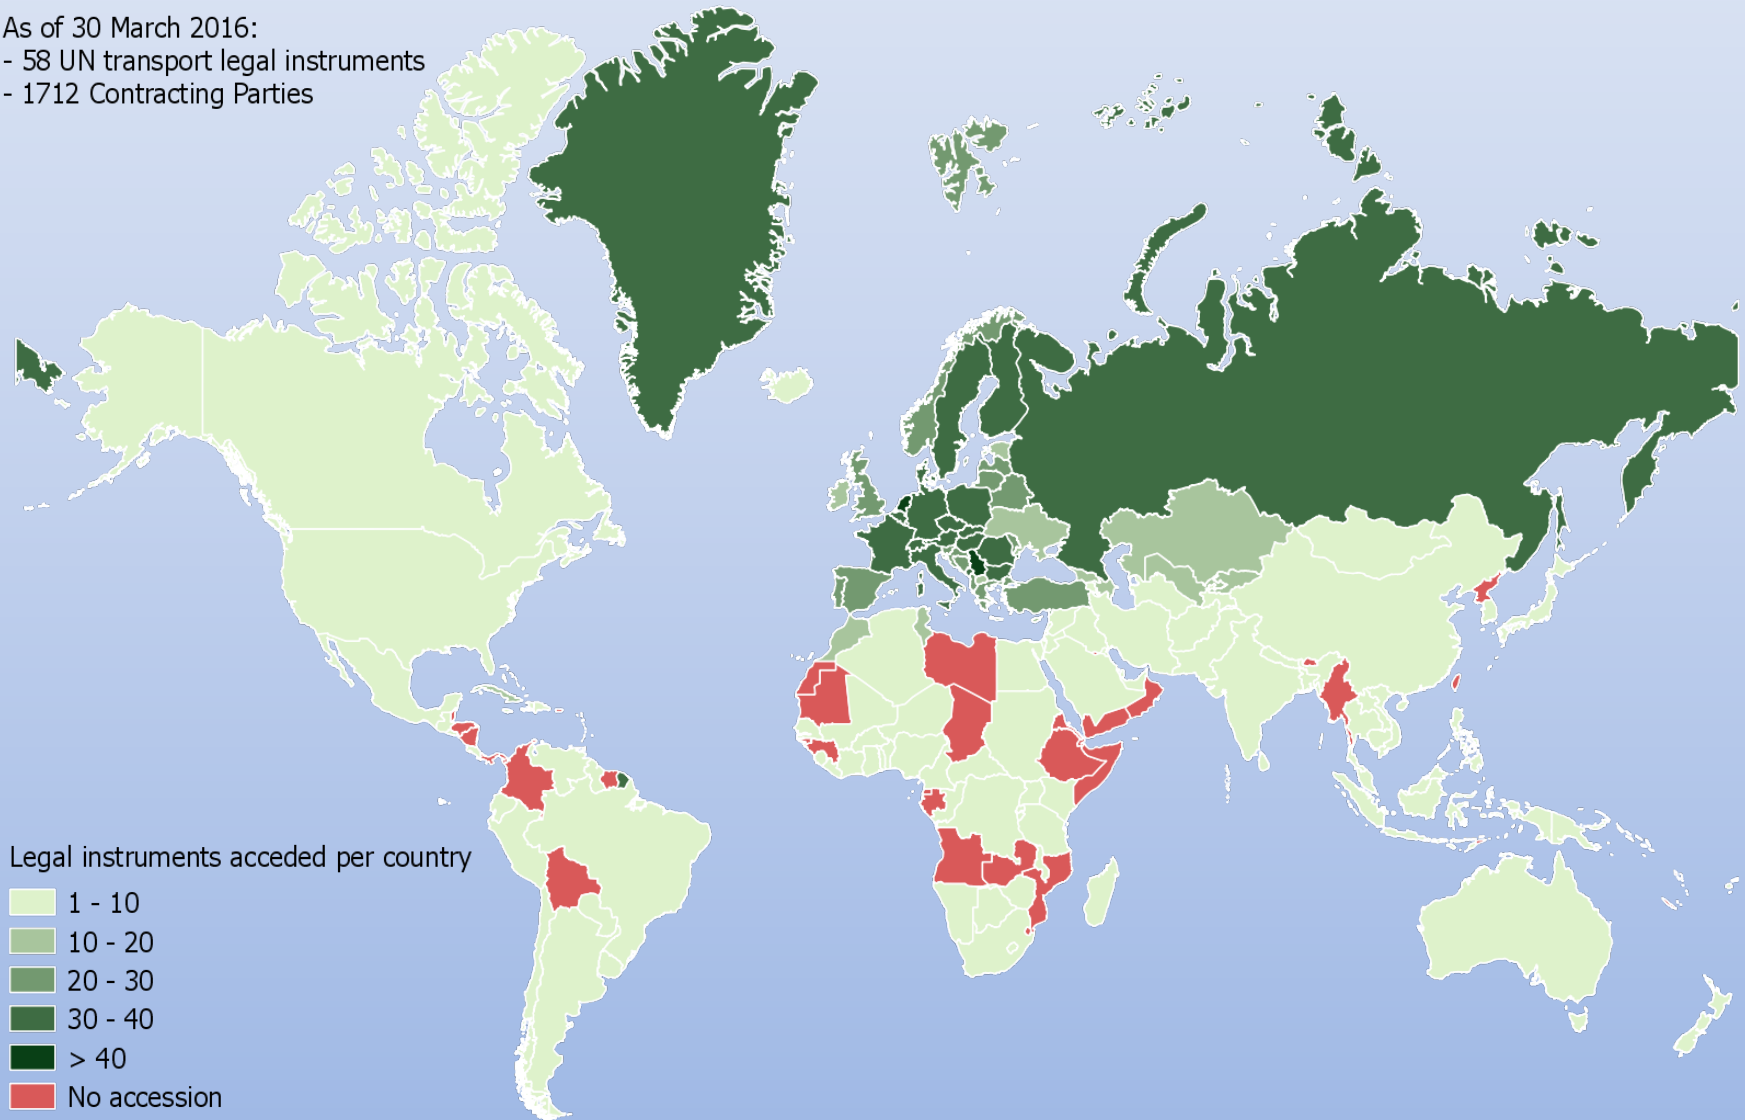 As of 30 March 2016:
- 58 UN transport legal instruments
- 1712 Contracting Parties
Legal instruments acceded per country
1 - 10
10 - 20
20 - 30
30 - 40
> 40
No accession